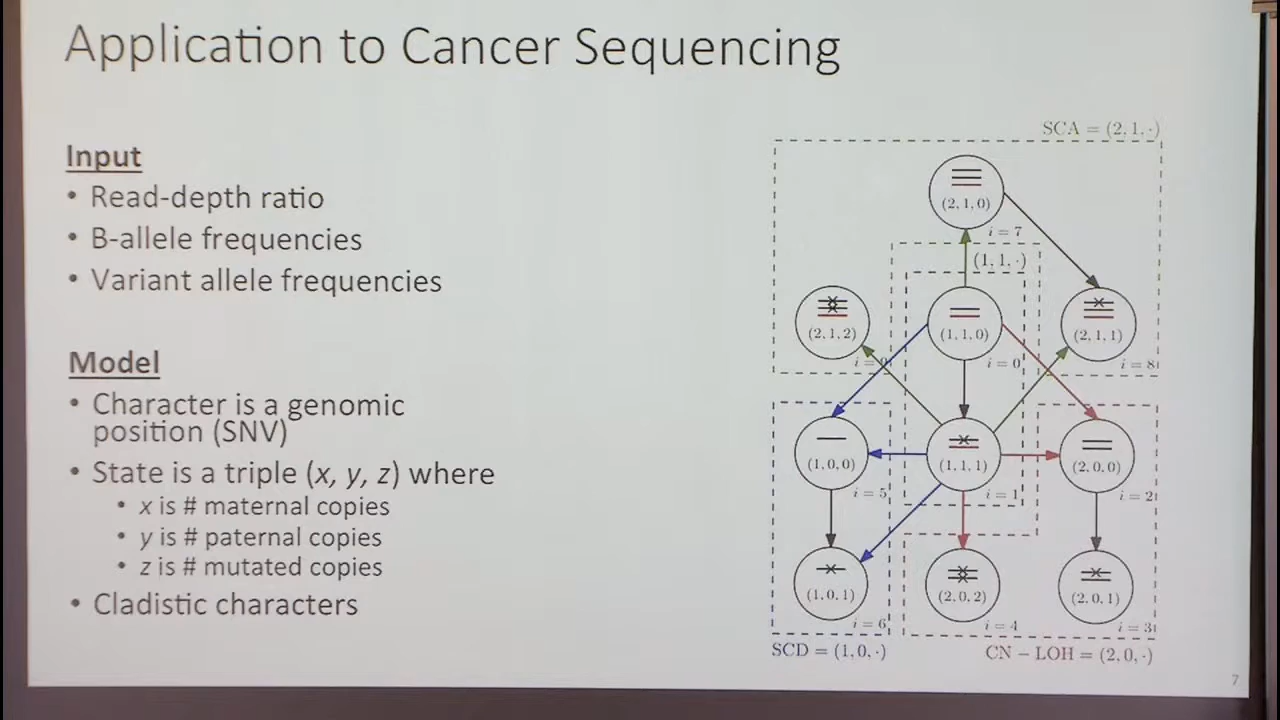 Application to Cancer Sequencing
Input
• Read-depth ratio
• B-allele frequencies
• Variant allele frequencies
Model
• Character is a genomic
position (SNV)
• State is a triple (x, y, z) where
• x is # maternal copies
• y is # paternal copies
• z is # mutated copies
• Cladistic characters
SCA = (2, 1, ·)
(2, 1, 0)
i = 7
(1, 1, ·)
(2, 1, 2)
(1, 1, 0)
(2, 1, 1)
i = 9
i = 0
i = 8
(1, 0, 0)
(1, 1, 1)
(2, 0, 0)
i = 5
i = 1
i = 2
(1, 0, 1)
(2, 0, 2)
(2, 0, 1)
i = 6
i = 4
i = 3
SCD = (1, 0, ·)
CN − LOH = (2, 0, ·)
7